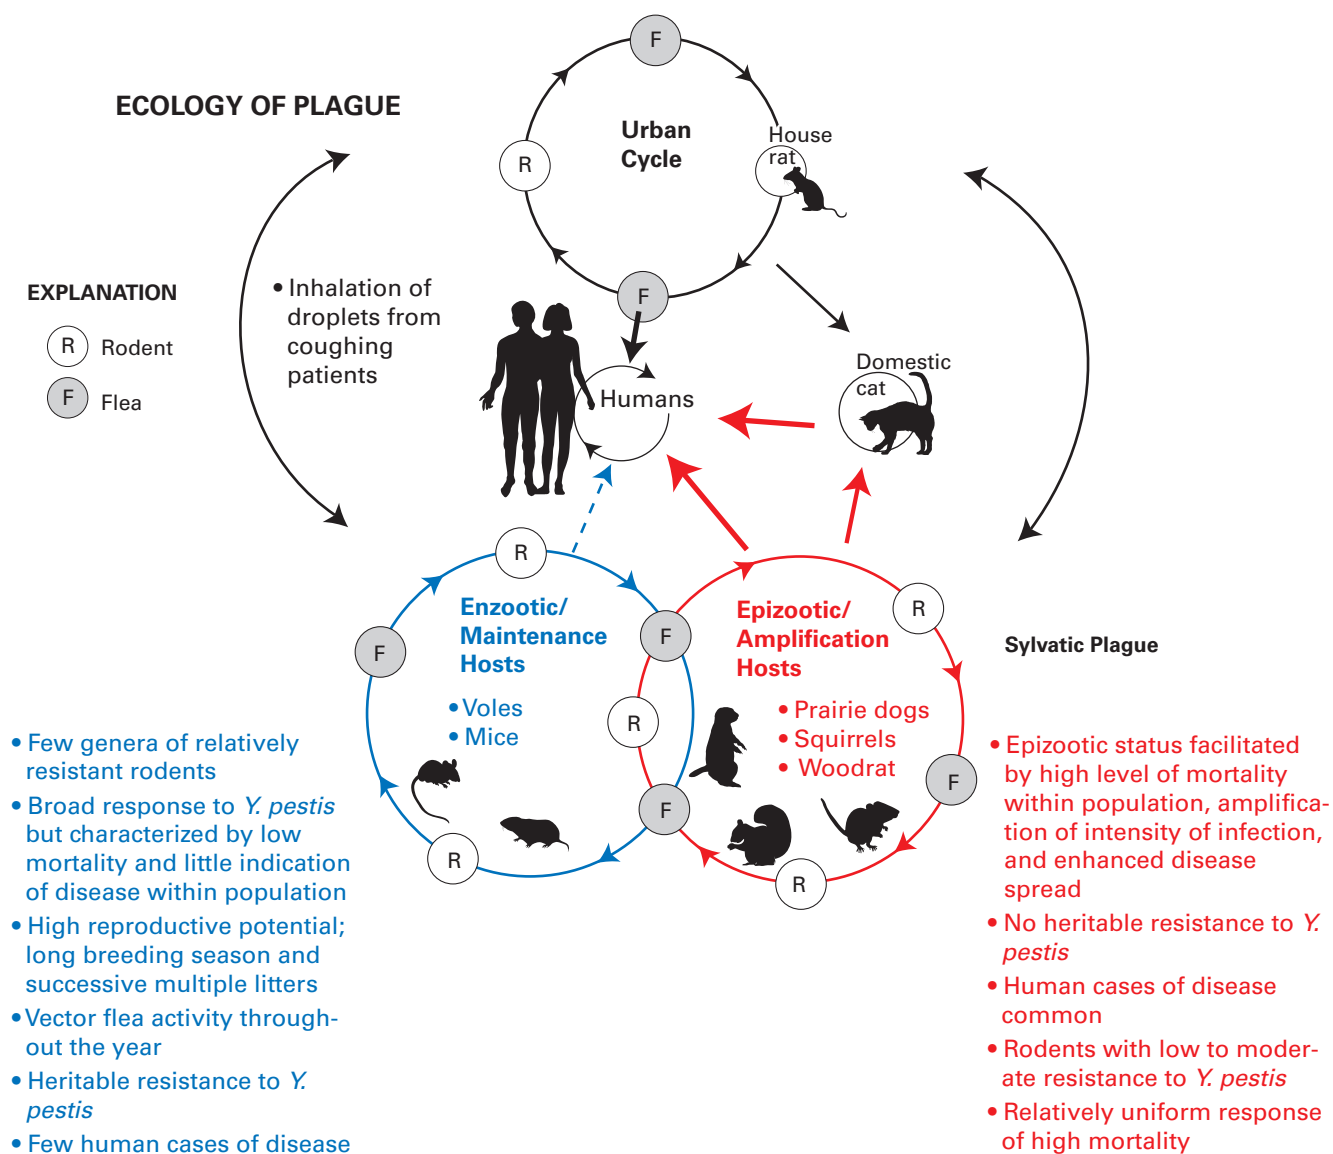 ECOLOGY OF PLAGUE
EXPLANATION
R
Rodent
F
Flea
• Inhalation of
droplets from
coughing
patients
F
Urban
Cycle
R
House
rat
F
Humans
Domestic
cat
R
Enzootic/
Maintenance
Hosts
• Voles
• Mice
F
F
R
F
R
Epizootic/
Amplification
Hosts
• Prairie dogs
• Squirrels
• Woodrat
R
F
R
Sylvatic Plague
• Few genera of relatively
resistant rodents
• Broad response to Y. pestis
but characterized by low
mortality and little indication
of disease within population
• High reproductive potential;
long breeding season and
successive multiple litters
• Vector flea activity through-
out the year
• Heritable resistance to Y.
pestis
• Few human cases of disease
• Epizootic status facilitated
by high level of mortality
within population, amplifica-
tion of intensity of infection,
and enhanced disease
spread
• No heritable resistance to Y.
pestis
• Human cases of disease
common
• Rodents with low to moder-
ate resistance to Y. pestis
• Relatively uniform response
of high mortality